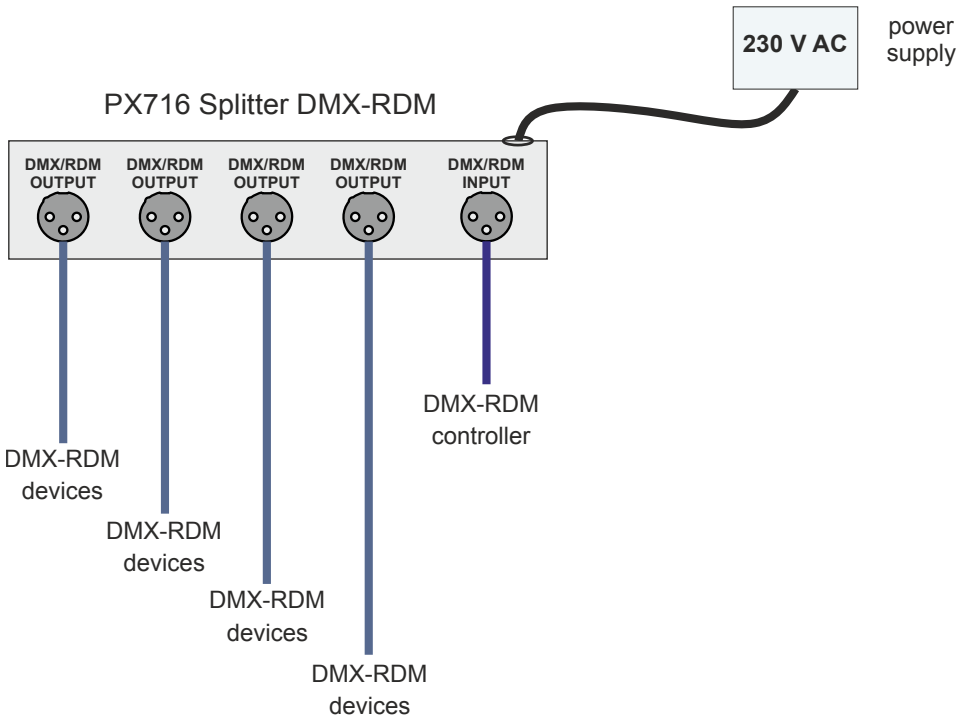 230 V AC
power
supply
PX716 Splitter DMX-RDM
DMX/RDM
OUTPUT
DMX/RDM
OUTPUT
DMX/RDM
OUTPUT
DMX/RDM
OUTPUT
DMX/RDM
INPUT
DMX-RDM
controller
DMX-RDM
devices
DMX-RDM
devices
DMX-RDM
devices
DMX-RDM
devices